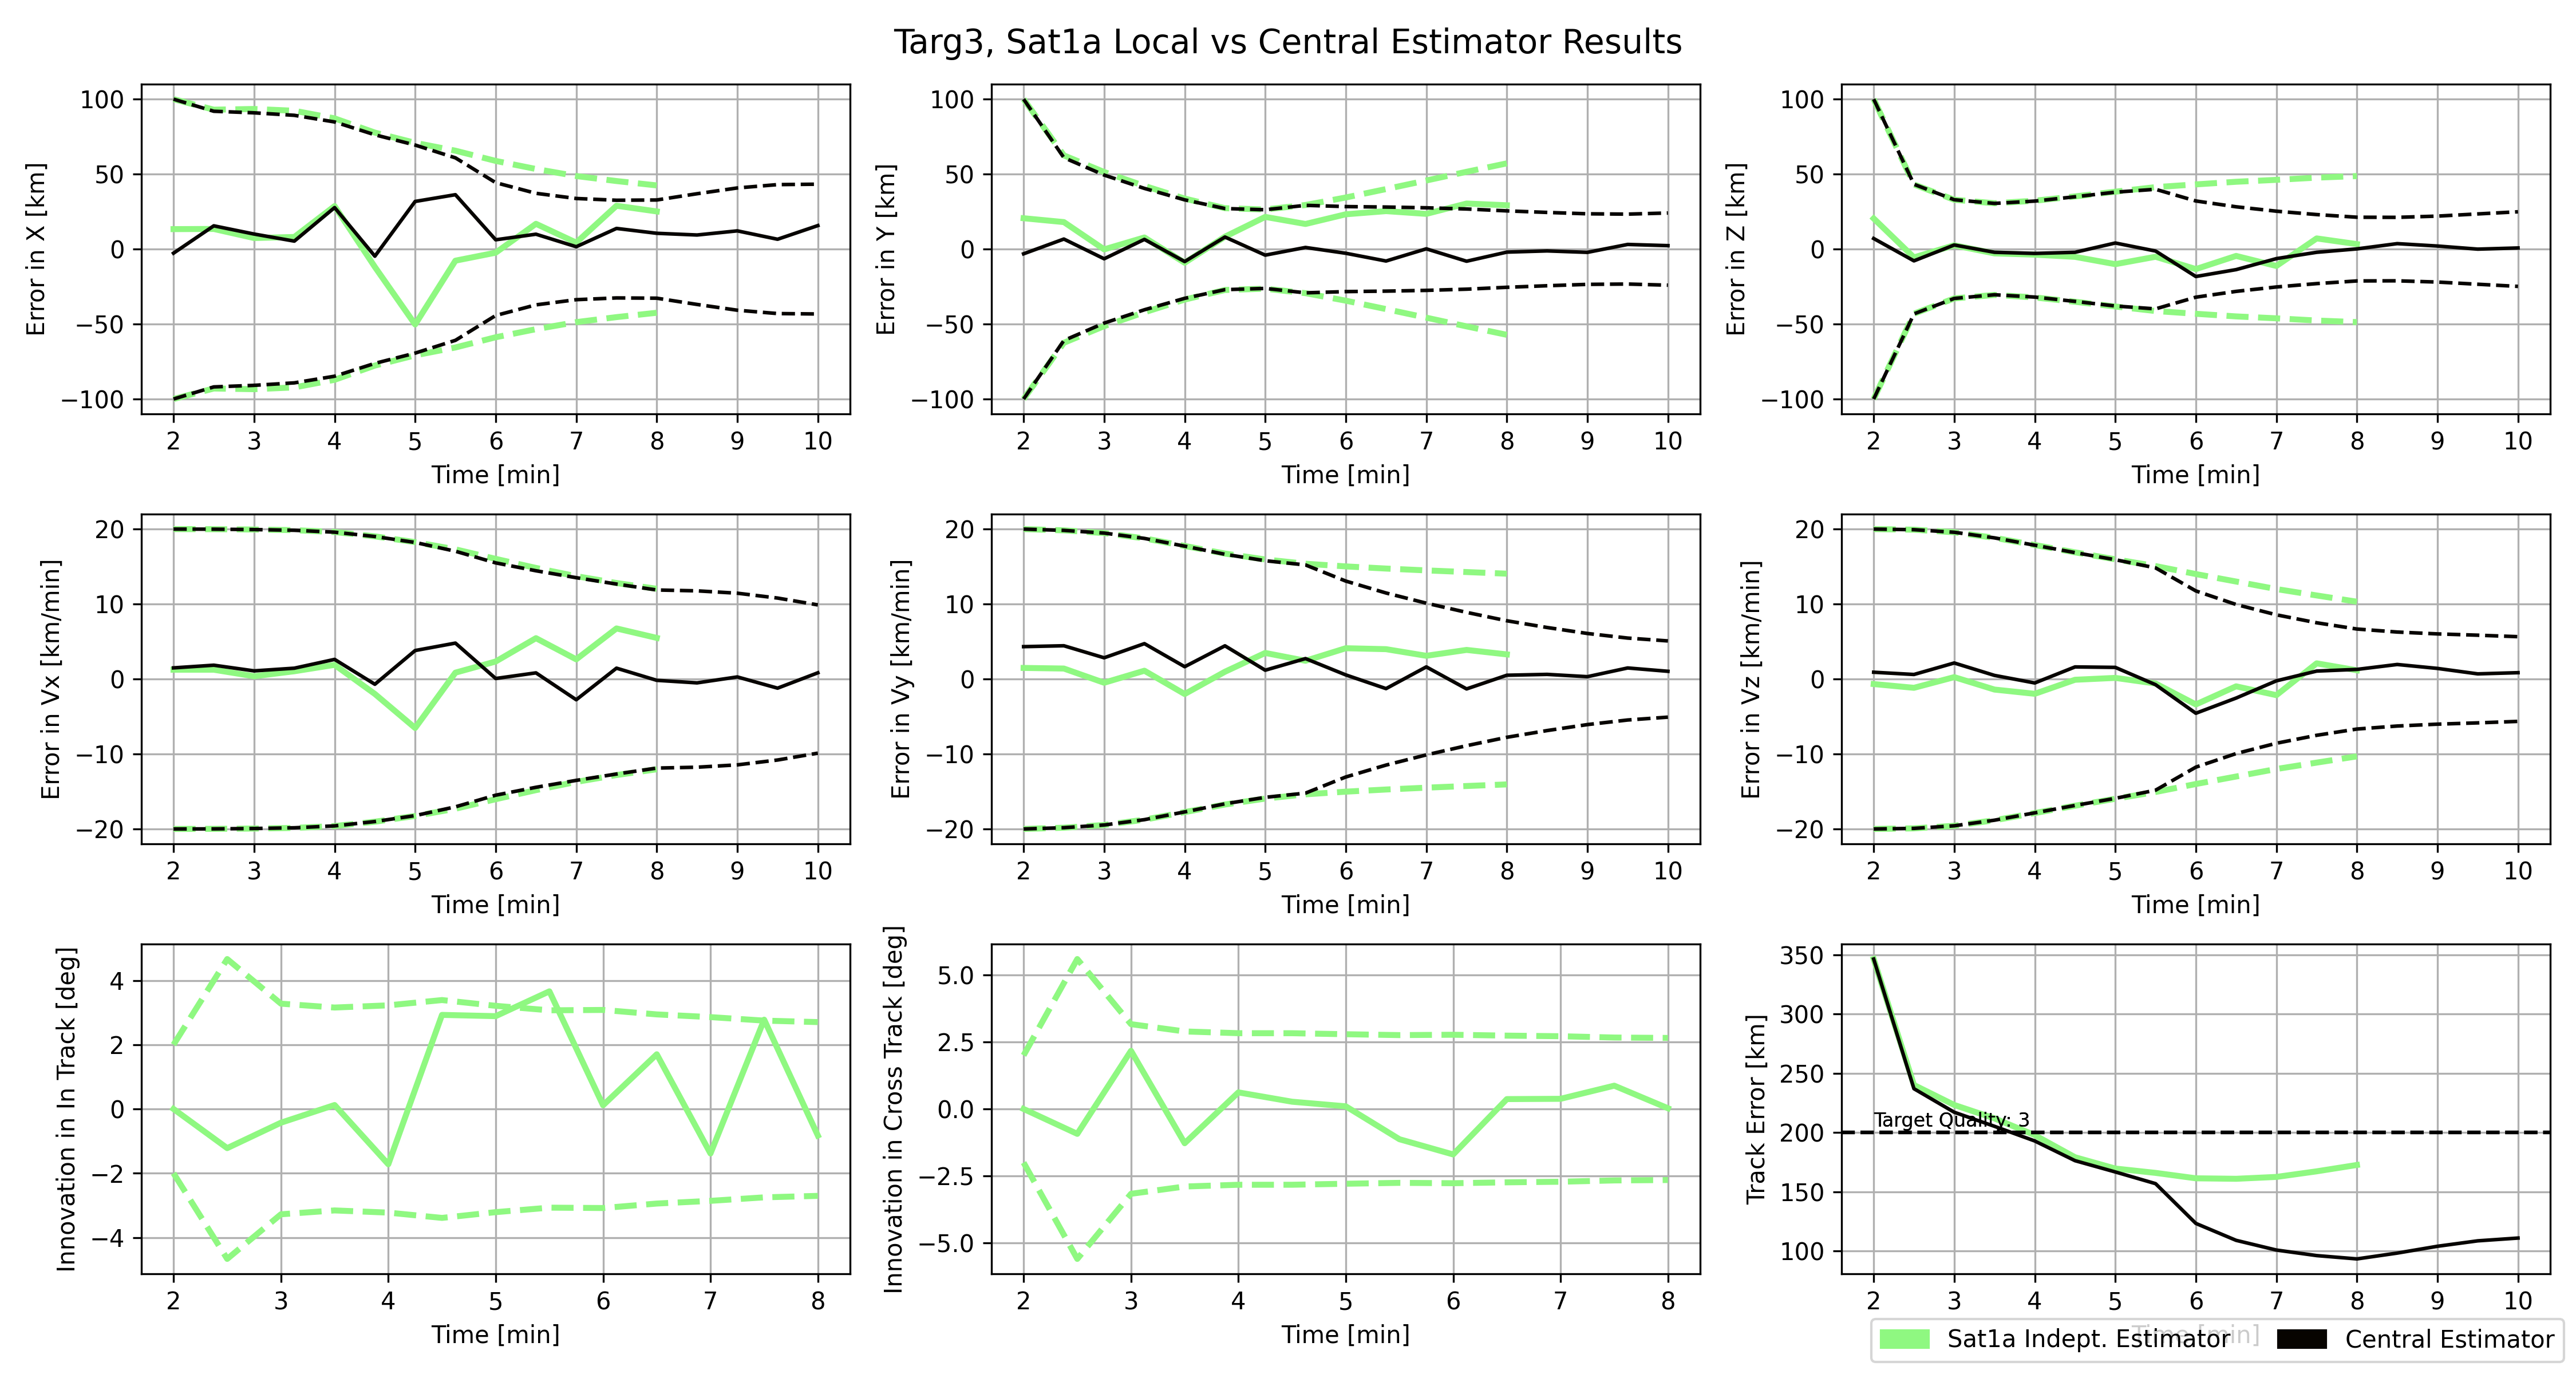 Targ3, Sat1a Local vs Central Estimator Results
Error in X [km]
100
50
0
−50
−100
2 3 4 5 6 7 8 9 10
Time [min]
Error in Y [km]
100
50
0
−50
−100
2 3 4 5 6 7 8 9 10
Time [min]
Error in Z [km]
100
50
0
−50
−100
2 3 4 5 6 7 8 9 10
Time [min]
Error in Vx [km/min]
20
10
0
−10
−20
2 3 4 5 6 7 8 9 10
Time [min]
Error in Vy [km/min]
20
10
0
−10
−20
2 3 4 5 6 7 8 9 10
Time [min]
Error in Vz [km/min]
20
10
0
−10
−20
2 3 4 5 6 7 8 9 10
Time [min]
Innovation in In Track [deg]
4
2
0
−2
−4
2 3 4 5 6 7 8
Time [min]
Innovation in Cross Track [deg]
5.0
2.5
0.0
−2.5
−5.0
2 3 4 5 6 7 8
Time [min]
Track Error [km]
350
300
250
200
150
100
Target Quality: 3
2 3 4 5 6 7 8 9 10
Time [min]
Sat1a Indept. Estimator
Central Estimator